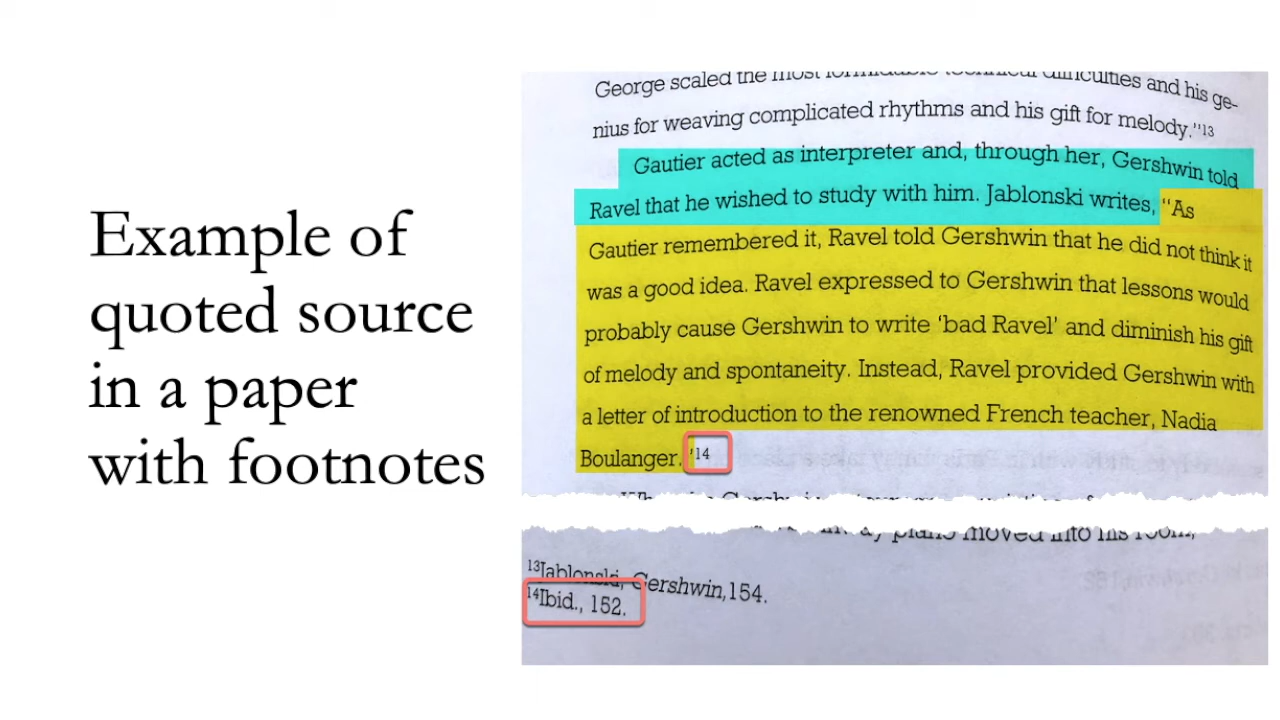 Example of
quoted source
in a paper
with footnotes
George scaled the most formidable technical difficulties and his ge-
nius for weaving complicated rhythms and his gift for melody."13
Gautier acted as interpreter and, through her, Gershwin told
Ravel that he wished to study with him. Jablonski writes, "As
Gautier remembered it, Ravel told Gershwin that he did not think it
was a good idea. Ravel expressed to Gershwin that lessons would
probably cause Gershwin to write 'bad Ravel' and diminish his gift
of melody and spontaneity. Instead, Ravel provided Gershwin with
a letter of introduction to the renowned French teacher, Nadia
Boulanger."14
piano moved into his room,
13Jablonski, Gershwin, 154.
14Ibid., 152.